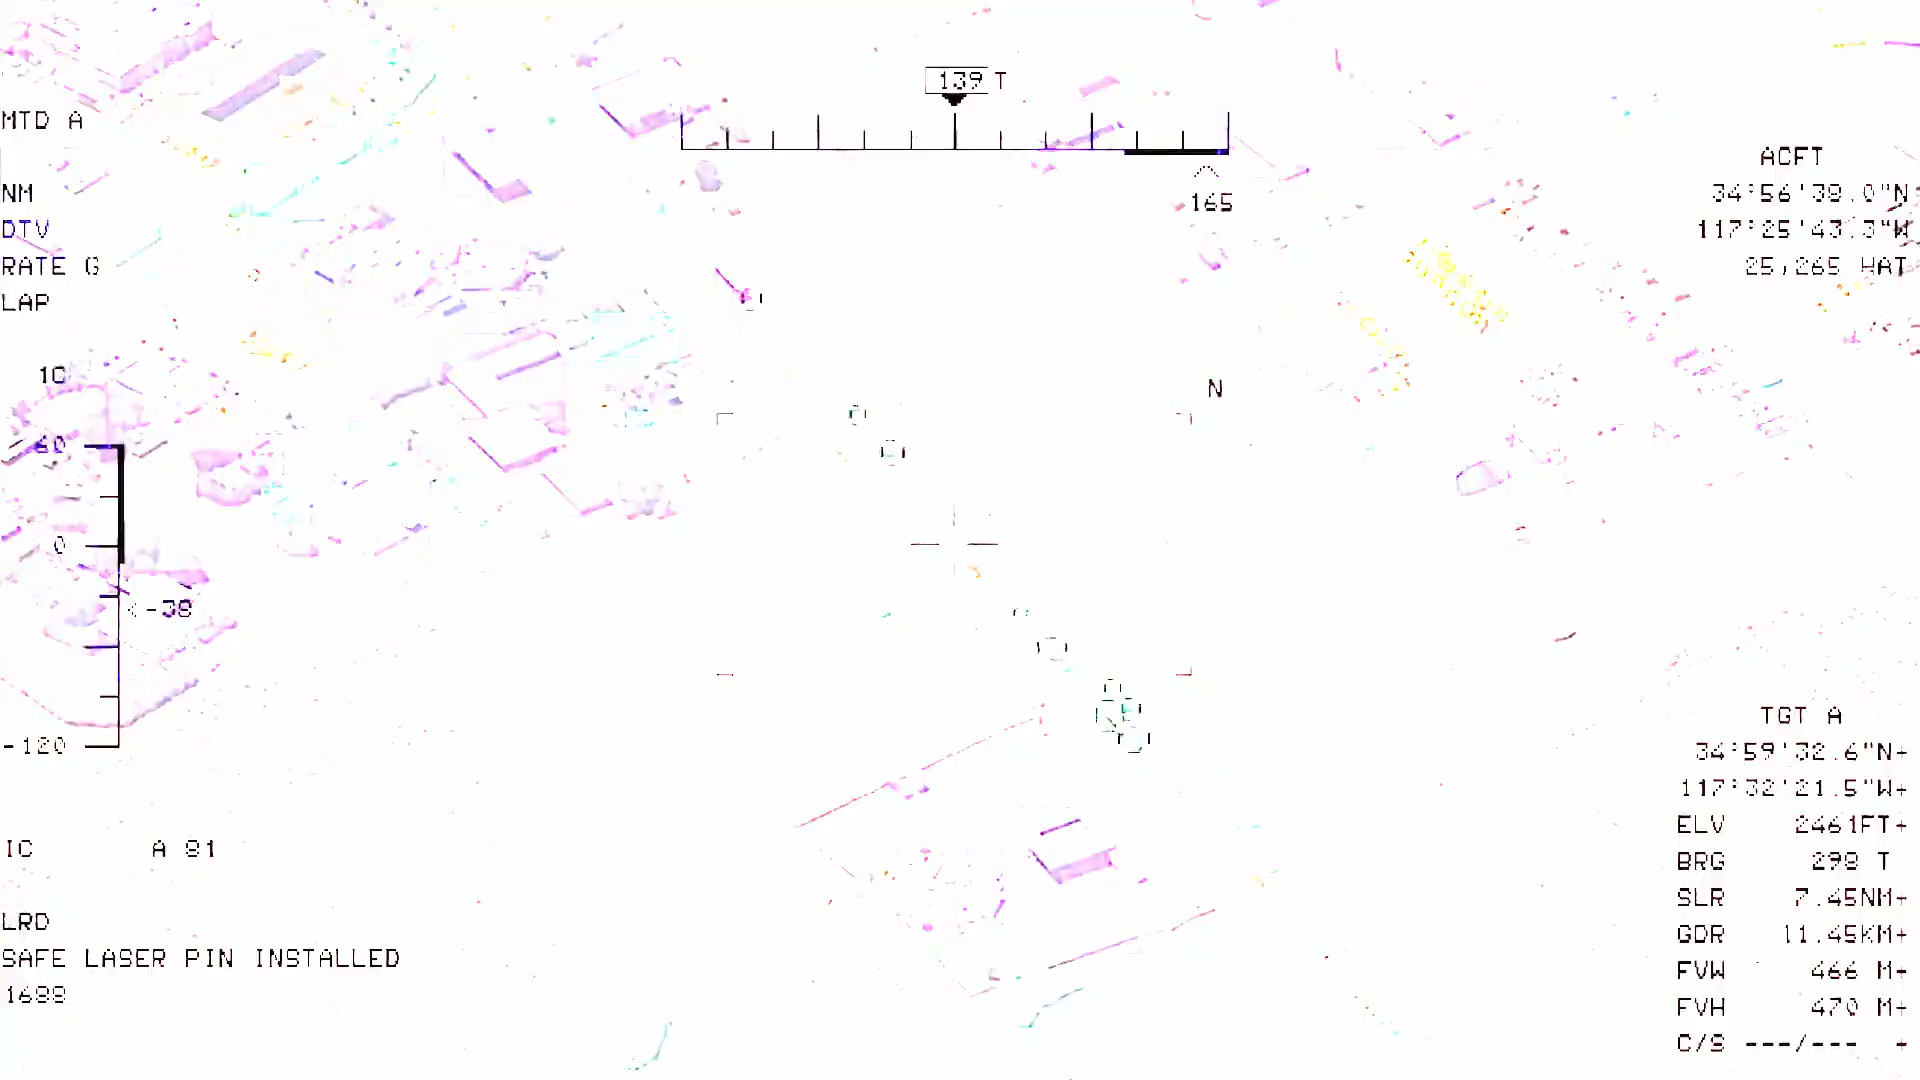 139 T
MTD A
ACFT
34°56'38.0"N
NM
165
DTV
117°25'43.3"W
RATE G
25,265 HAT
LAP
N
60
0
<-38
TGT A
-120
34°59'32.6"N+
117°32'21.5"W+
ELV 2461FT+
IC A 81
BRG 298 T
SLR 7.45NM+
LRD
GDR 11.45KM+
SAFE LASER PIN INSTALLED
FVW 466 M+
1688
FVH 470 M+
C/S ---/--- +